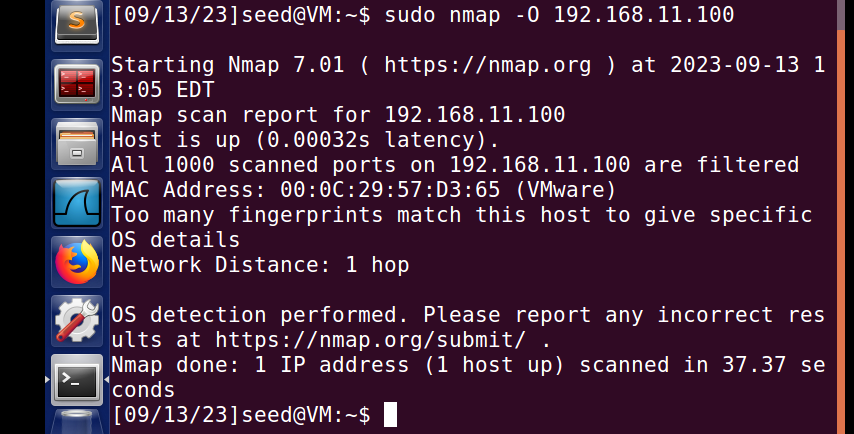 [09/13/23]seed@VM:~$ sudo nmap -O 192.168.11.100
Starting Nmap 7.01 ( https://nmap.org ) at 2023-09-13 1
3:05 EDT
Nmap scan report for 192.168.11.100
Host is up (0.00032s latency).
All 1000 scanned ports on 192.168.11.100 are filtered
MAC Address: 00:0C:29:57:D3:65 (VMware)
Too many fingerprints match this host to give specific
OS details
Network Distance: 1 hop
OS detection performed. Please report any incorrect res
ults at https://nmap.org/submit/ .
Nmap done: 1 IP address (1 host up) scanned in 37.37 se
conds
[09/13/23]seed@VM:~$